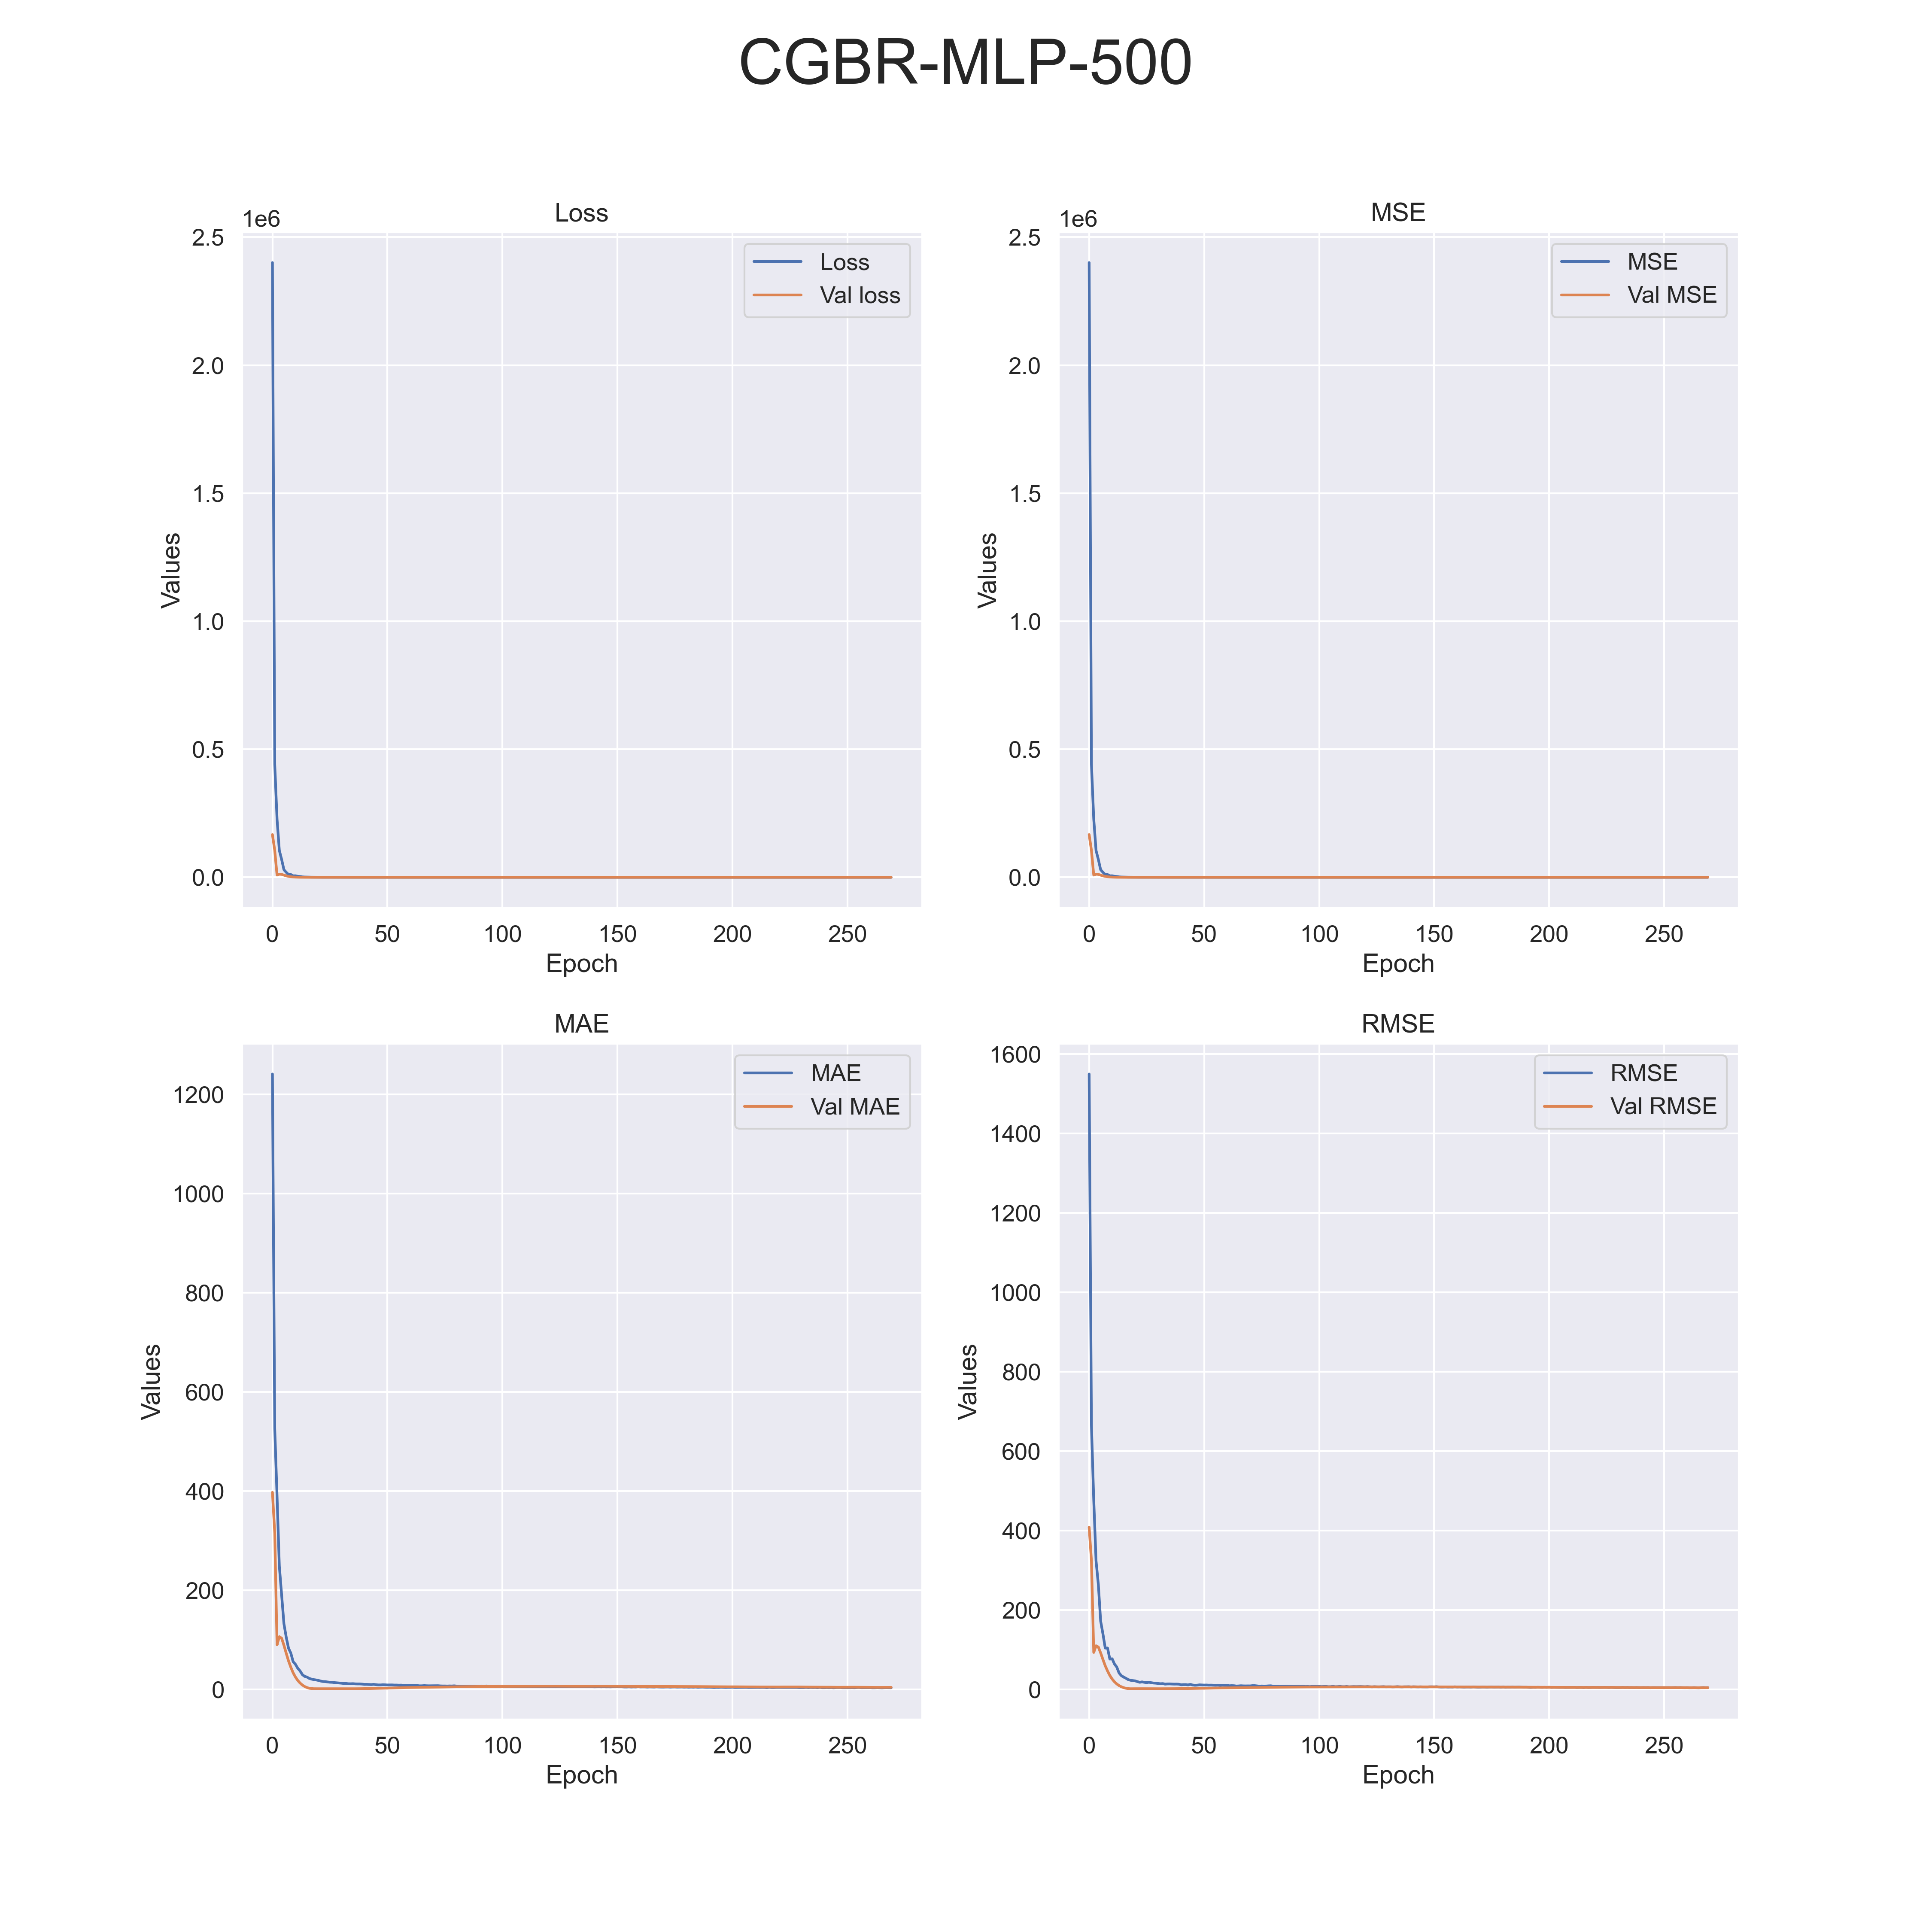 CGBR-MLP-500
Loss
1e6
2.5
2.0
1.5
1.0
0.5
0.0
Values
0 50 100 150 200 250
Epoch
Loss
Val loss
MSE
1e6
2.5
2.0
1.5
1.0
0.5
0.0
Values
0 50 100 150 200 250
Epoch
MSE
Val MSE
MAE
1200
1000
800
600
400
200
0
Values
0 50 100 150 200 250
Epoch
MAE
Val MAE
RMSE
1600
1400
1200
1000
800
600
400
200
0
Values
0 50 100 150 200 250
Epoch
RMSE
Val RMSE